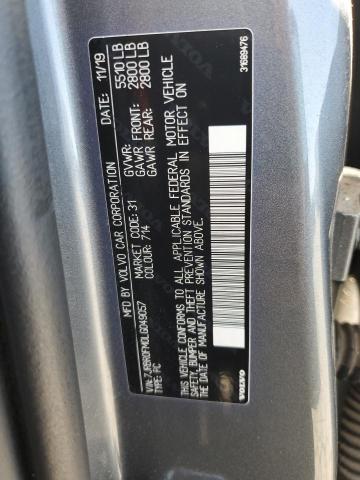 MFD BY VOLVO CAR CORPORATION DATE: 11/19
MARKET CODE: 31 GVWR: 5510 LB
COLOUR: 714 GAWR FRONT: 2800 LB
GAWR REAR: 2800 LB
VIN: 7JRBR0FM0LG049057
TYPE: PC
THIS VEHICLE CONFORMS TO ALL APPLICABLE FEDERAL MOTOR VEHICLE
SAFETY, BUMPER AND THEFT PREVENTION STANDARDS IN EFFECT ON
THE DATE OF MANUFACTURE SHOWN ABOVE.
VOLVO 31689476